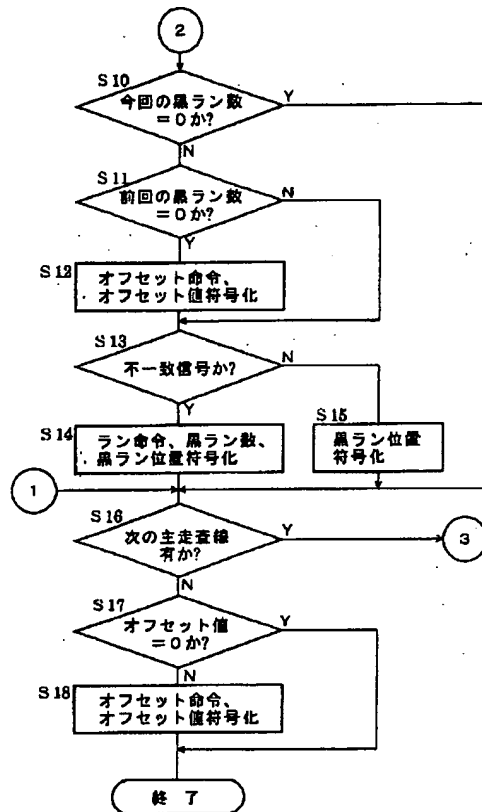 2
S10
今回の黒ラン数
=0か?
Y
N
S11
前回の黒ラン数
=0か?
N
Y
S12
オフセット命令、
オフセット値符号化
S13
不一致信号か?
N
Y
S14
ラン命令、黒ラン数、
黒ラン位置符号化
S15
黒ラン位置
符号化
1
S16
次の主走査線
有か?
Y
3
N
S17
オフセット値
=0か?
Y
N
S18
オフセット命令、
オフセット値符号化
終了